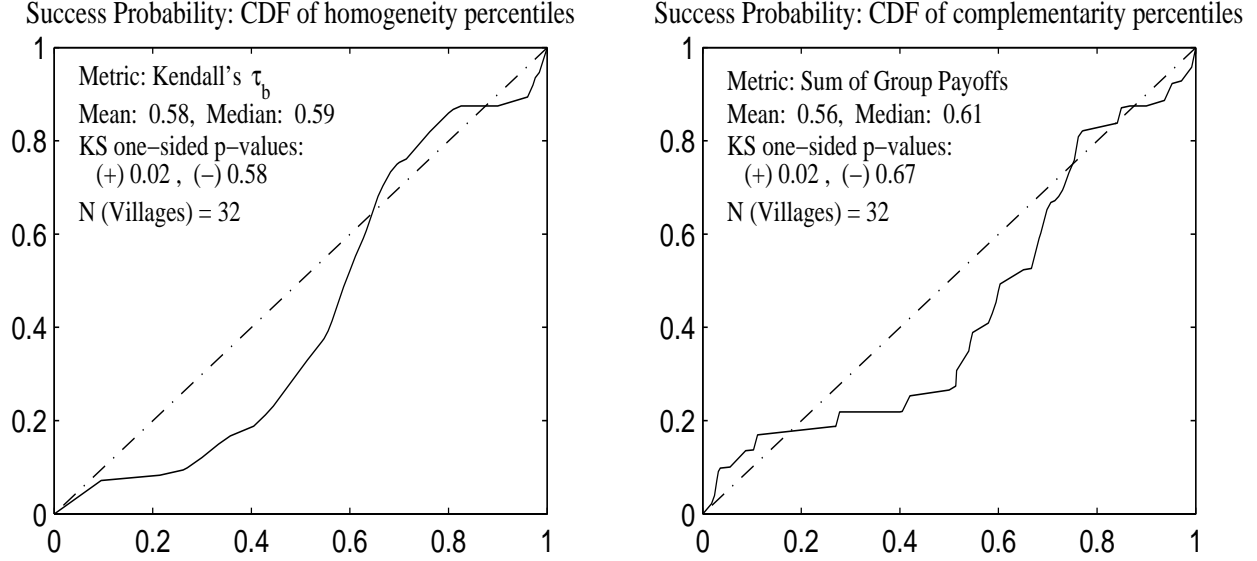 Success Probability: CDF of homogeneity percentiles
1
0.8
0.6
0.4
0.2
0
0
0.2
0.4
0.6
0.8
1
Metric: Kendall's τb
Mean: 0.58, Median: 0.59
KS one−sided p−values:
(+) 0.02 , (−) 0.58
N (Villages) = 32
Success Probability: CDF of complementarity percentiles
1
0.8
0.6
0.4
0.2
0
0
0.2
0.4
0.6
0.8
1
Metric: Sum of Group Payoffs
Mean: 0.56, Median: 0.61
KS one−sided p−values:
(+) 0.02 , (−) 0.67
N (Villages) = 32